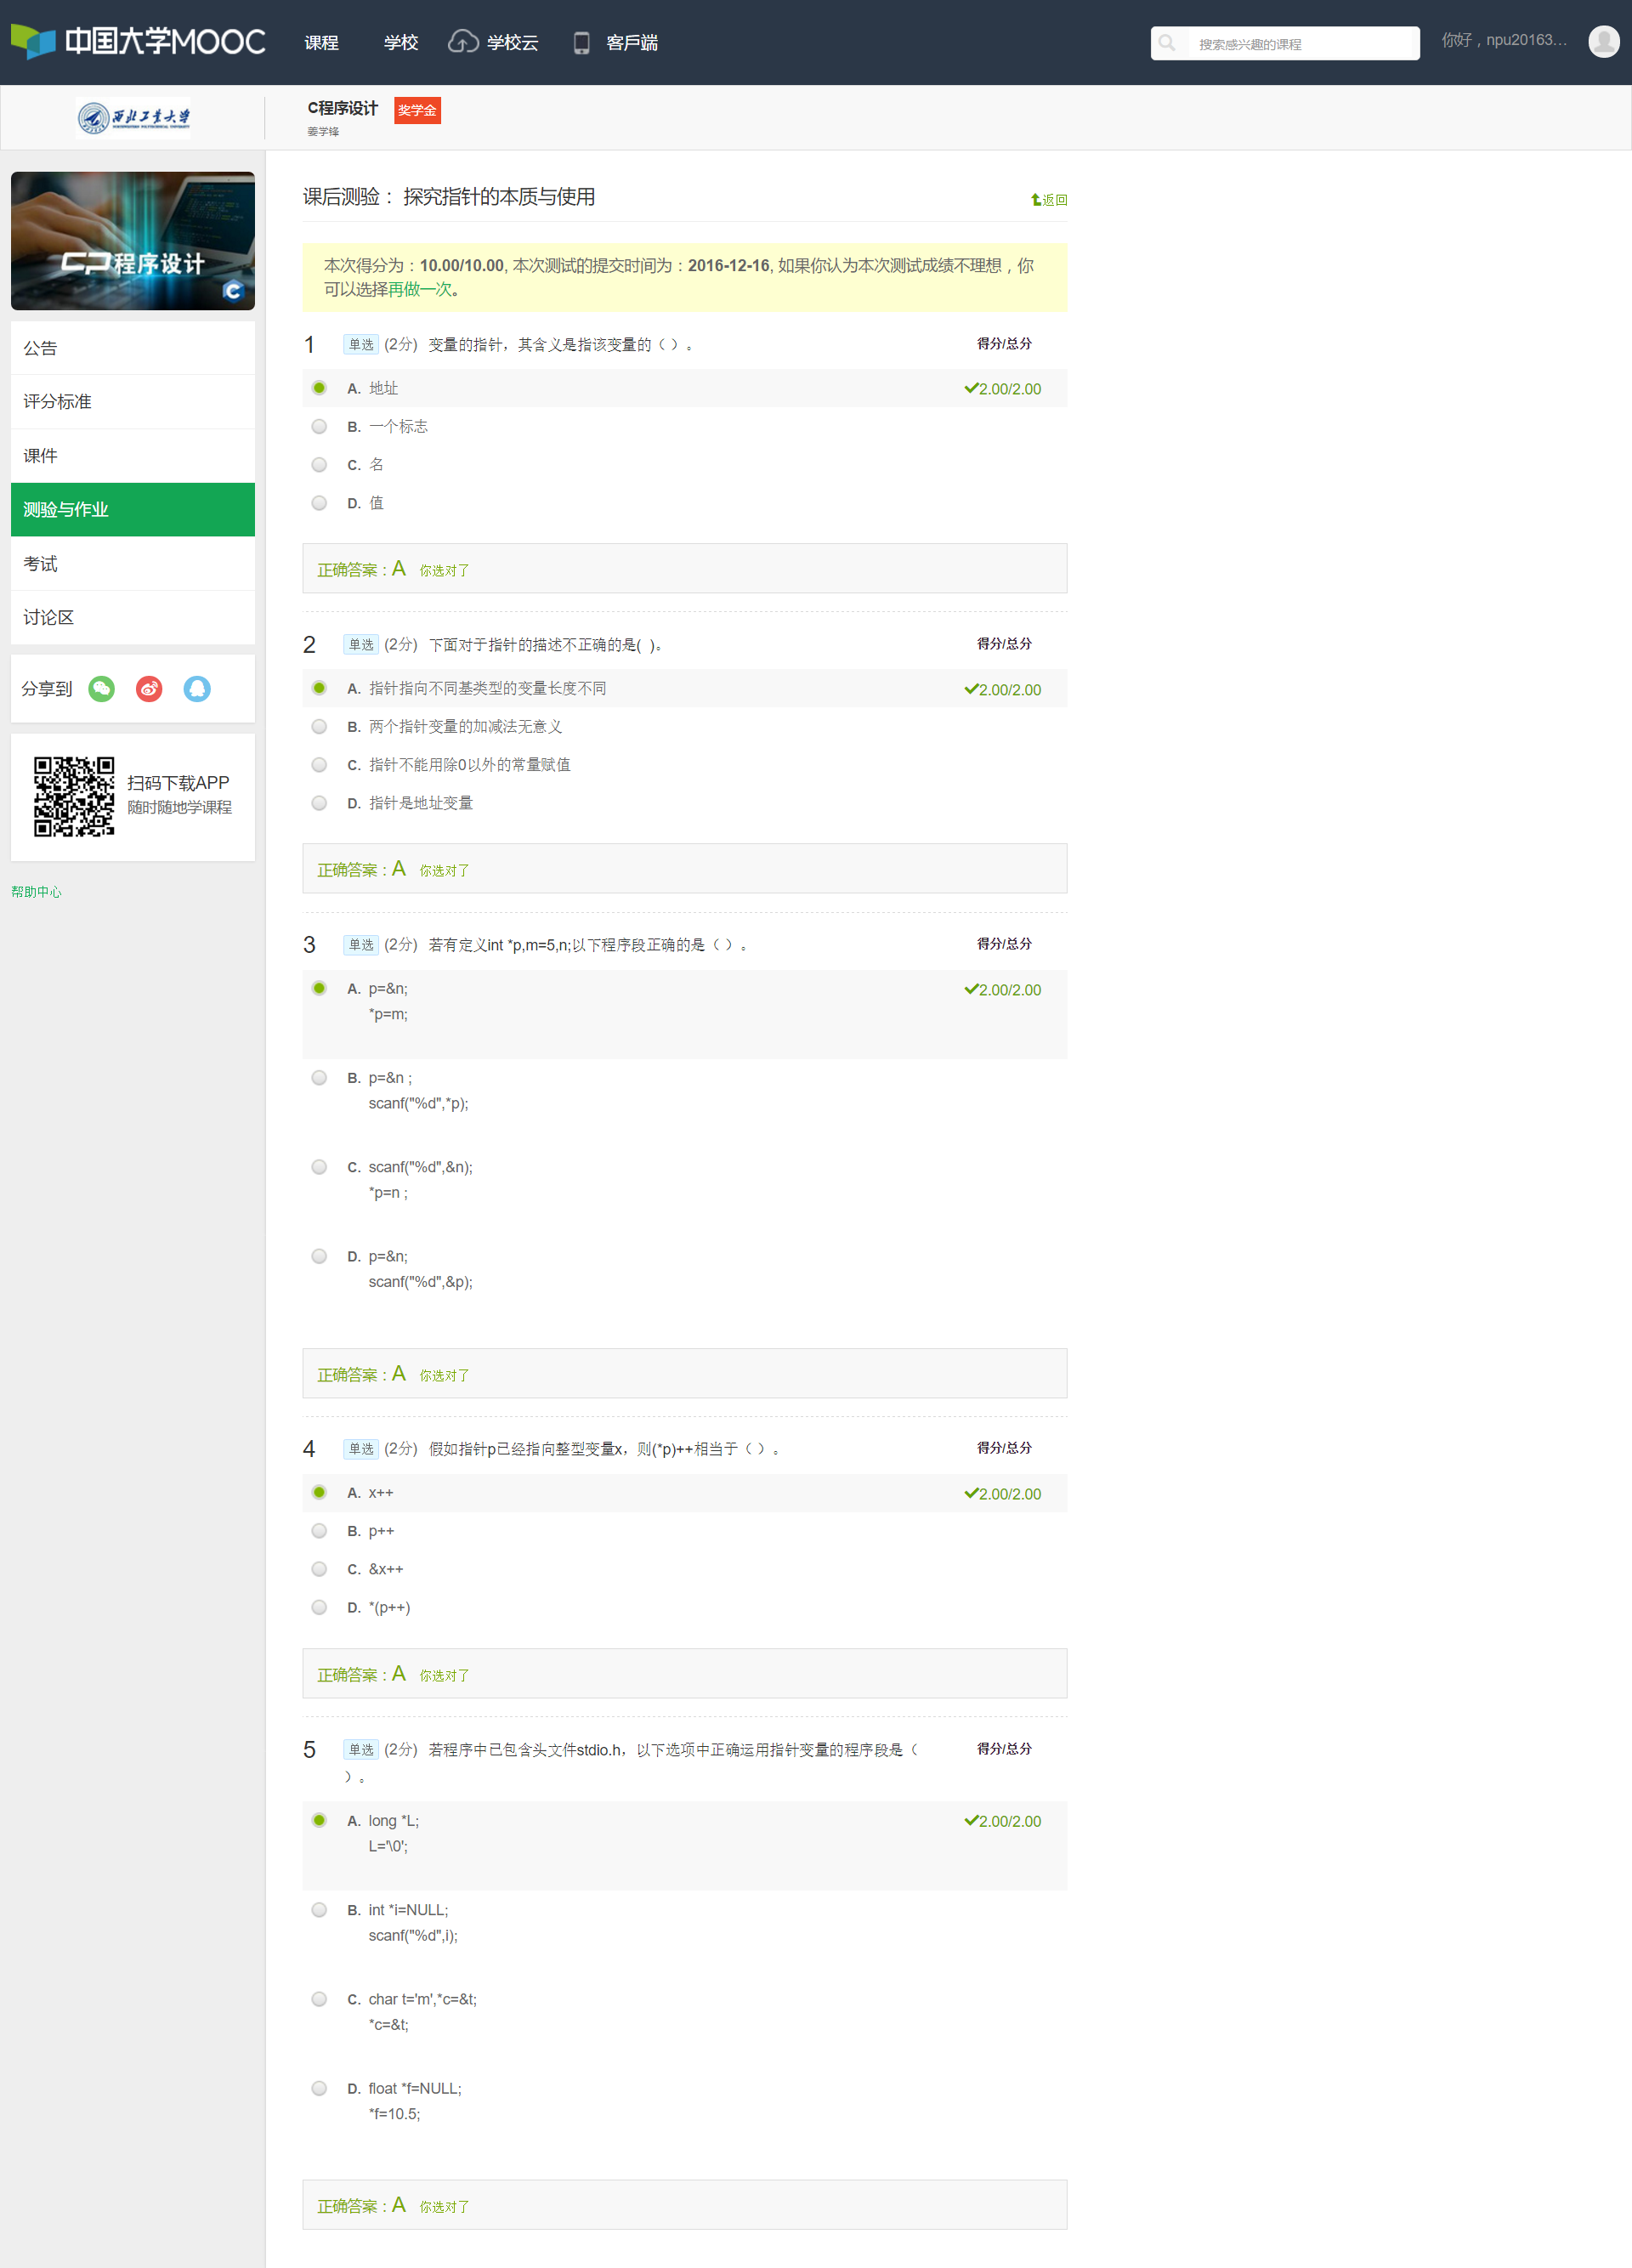 中国大学MOOC 课程 学校 学校云 客戶端 搜索感兴趣的课程 你好，npu20163...
西北工业大学 C程序设计 奖学金
姜学锋
CP程序设计
C
公告
评分标准
课件
测验与作业
考试
讨论区
分享到
扫码下载APP
随时随地学课程
帮助中心
课后测验： 探究指针的本质与使用 返回
本次得分为：10.00/10.00, 本次测试的提交时间为：2016-12-16, 如果你认为本次测试成绩不理想，你
可以选择再做一次。
1 单选 (2分) 变量的指针，其含义是指该变量的（ ）。 得分/总分
A. 地址 2.00/2.00
B. 一个标志
C. 名
D. 值
正确答案：A 你选对了
2 单选 (2分) 下面对于指针的描述不正确的是( )。 得分/总分
A. 指针指向不同基类型的变量长度不同 2.00/2.00
B. 两个指针变量的加减法无意义
C. 指针不能用除0以外的常量赋值
D. 指针是地址变量
正确答案：A 你选对了
3 单选 (2分) 若有定义int *p,m=5,n;以下程序段正确的是（ ）。 得分/总分
A. p=&n; 2.00/2.00
*p=m;
B. p=&n ;
scanf("%d",*p);
C. scanf("%d",&n);
*p=n ;
D. p=&n;
scanf("%d",&p);
正确答案：A 你选对了
4 单选 (2分) 假如指针p已经指向整型变量x，则(*p)++相当于（ ）。 得分/总分
A. x++ 2.00/2.00
B. p++
C. &x++
D. *(p++)
正确答案：A 你选对了
5 单选 (2分) 若程序中已包含头文件stdio.h，以下选项中正确运用指针变量的程序段是（ 得分/总分
）。
A. long *L; 2.00/2.00
L='\0';
B. int *i=NULL;
scanf("%d",i);
C. char t='m',*c=&t;
*c=&t;
D. float *f=NULL;
*f=10.5;
正确答案：A 你选对了